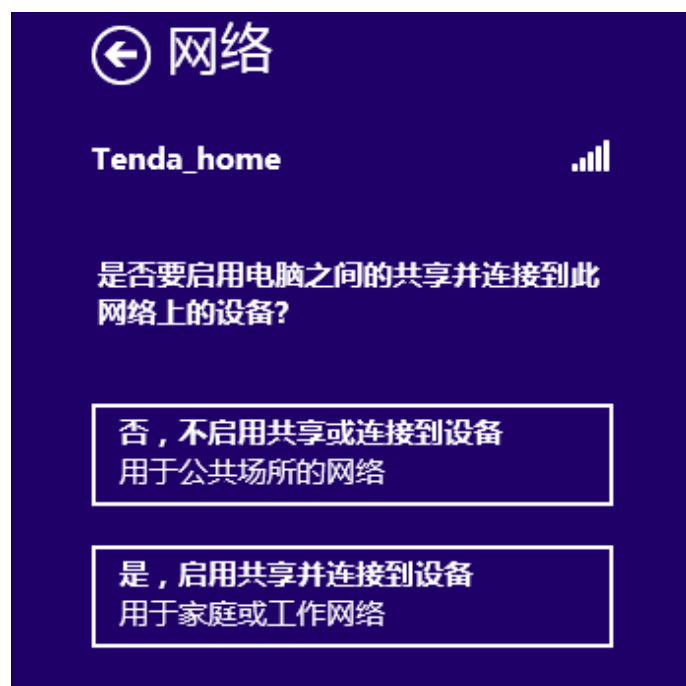 网络
Tenda_home
是否要启用电脑之间的共享并连接到此
网络上的设备?
否，不启用共享或连接到设备
用于公共场所的网络
是，启用共享并连接到设备
用于家庭或工作网络